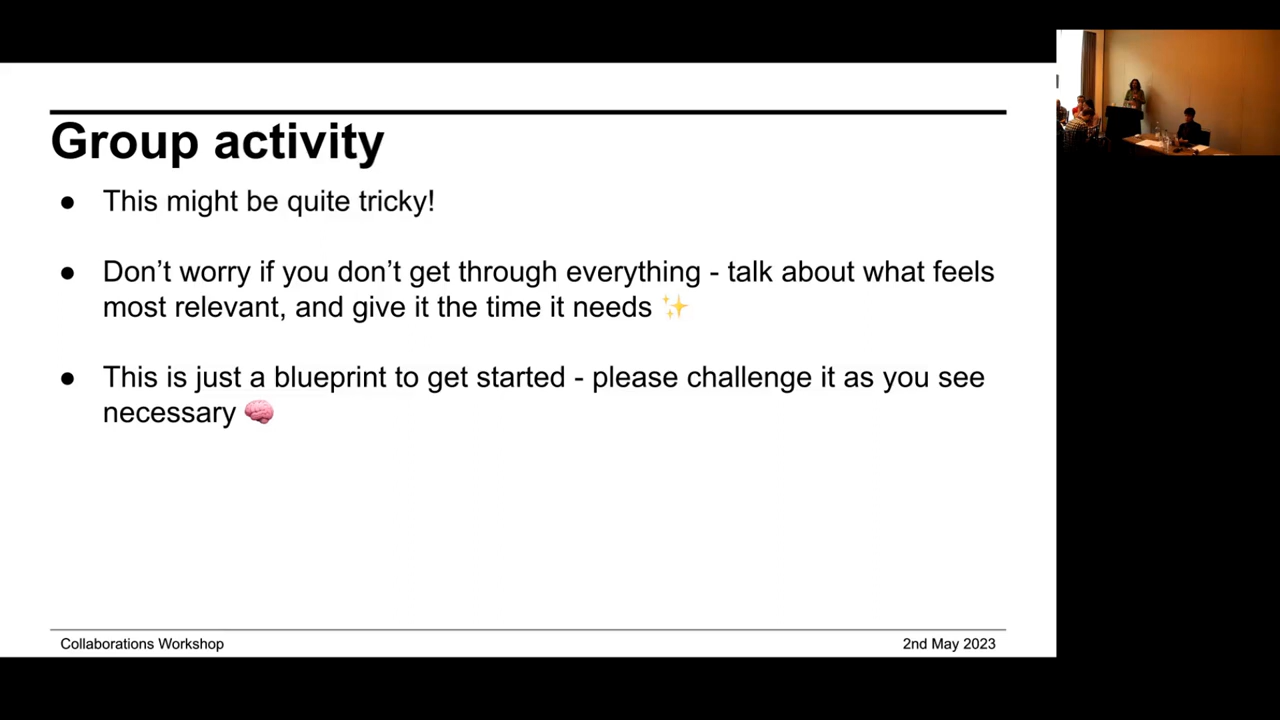 Group activity
● This might be quite tricky!
● Don’t worry if you don’t get through everything - talk about what feels
most relevant, and give it the time it needs ✨
● This is just a blueprint to get started - please challenge it as you see
necessary 🧠
Collaborations Workshop
2nd May 2023